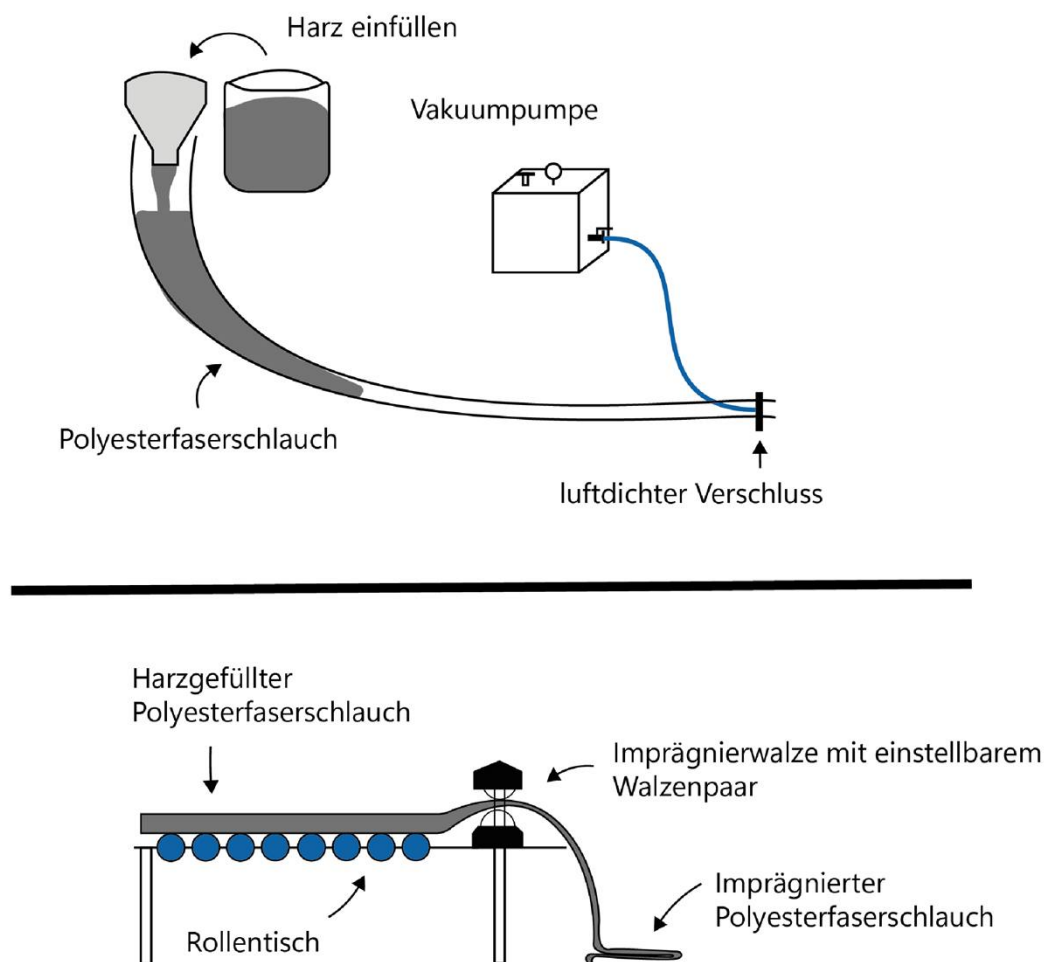 Harz einfüllen
Vakuumpumpe
Polyesterfaserschlauch
luftdichter Verschluss
Harzgefüllter
Polyesterfaserschlauch
Imprägnierwalze mit einstellbarem
Walzenpaar
Imprägnierter
Polyesterfaserschlauch
Rollentisch